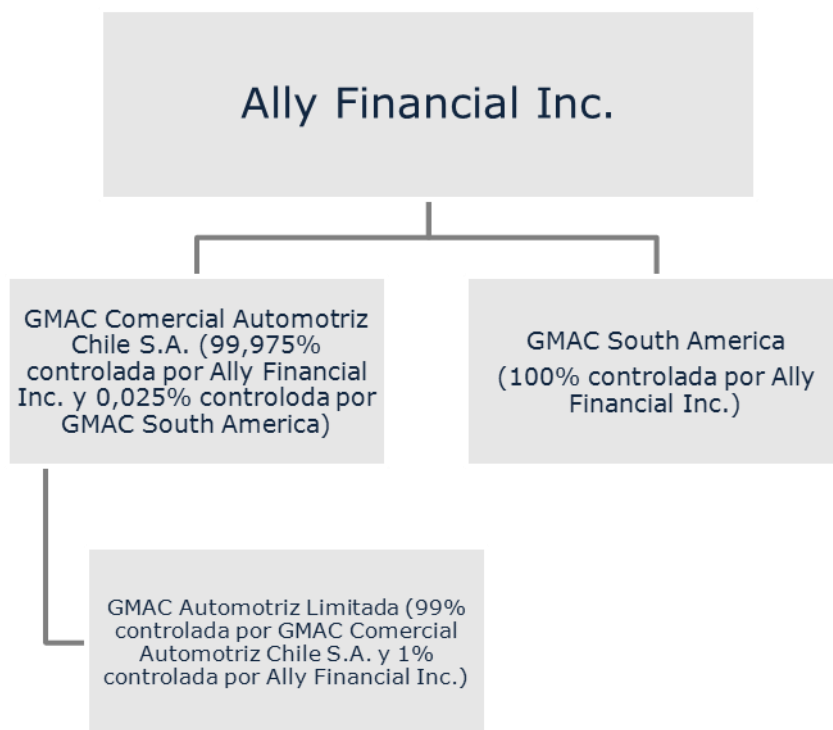 Ally Financial Inc.
GMAC Comercial Automotriz
Chile S.A. (99,975%
controlada por Ally Financial
Inc. y 0,025% controloda por
GMAC South America)
GMAC South America
(100% controlada por Ally
Financial Inc.)
GMAC Automotriz Limitada (99%
controlada por GMAC Comercial
Automotriz Chile S.A. y 1%
controlada por Ally Financial Inc.)